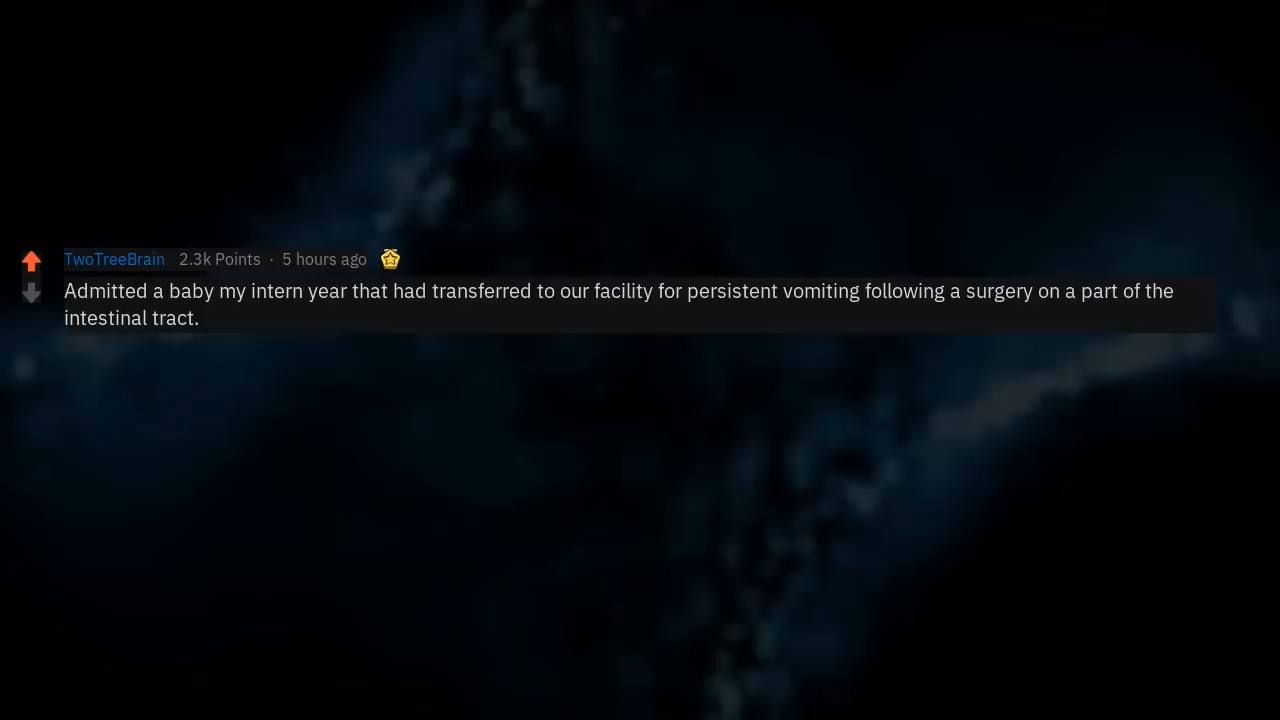 TwoTreeBrain 2.3k Points · 5 hours ago
Admitted a baby my intern year that had transferred to our facility for persistent vomiting following a surgery on a part of the
intestinal tract.